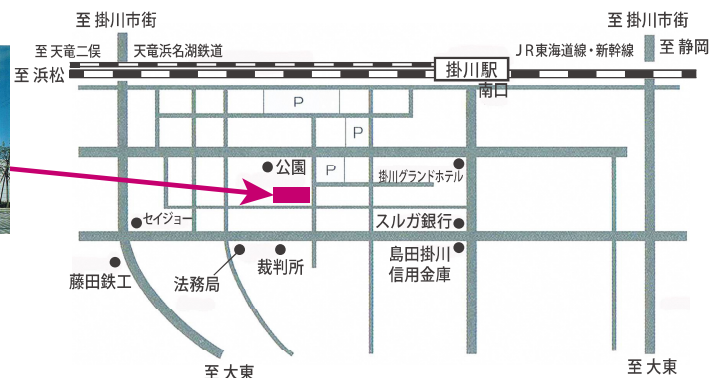 至 掛川市街
至 掛川市街
至 天竜二俣
天竜浜名湖鉄道
JR東海道線・新幹線
至 静岡
至 浜松
掛川駅
南口
P
P
P
公園
掛川グランドホテル
セイジョー
スルガ銀行
藤田鉄工
法務局
裁判所
島田掛川
信用金庫
至 大東
至 大東